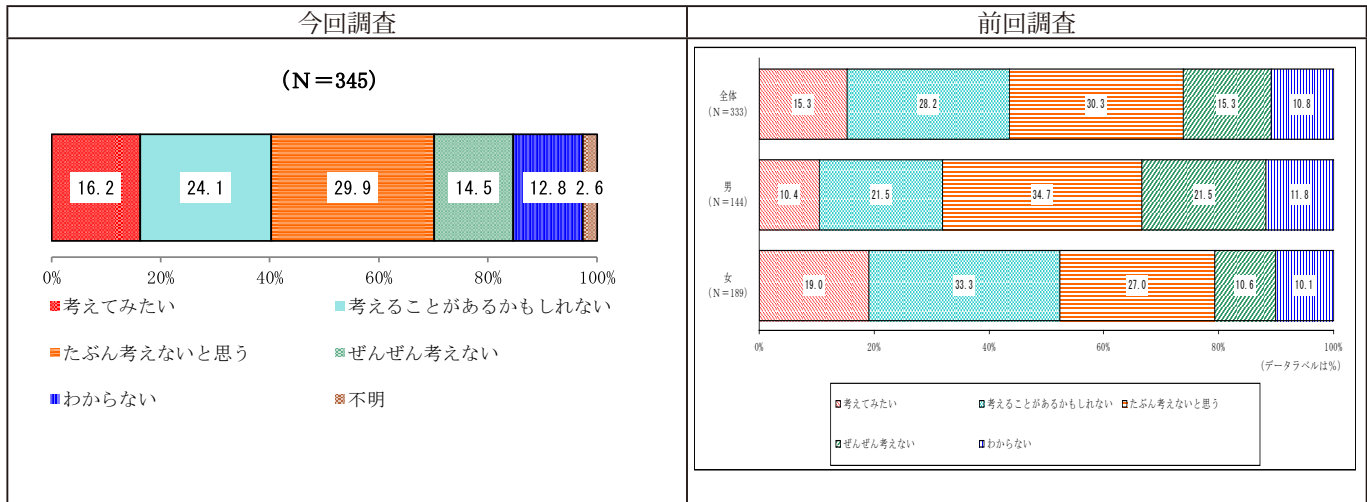 今回調査
前回調査
(N=345)
16.2
24.1
29.9
14.5
12.8
2.6
0%
20%
40%
60%
80%
100%
考えてみたい
考えることがあるかもしれない
たぶん考えないと思う
ぜんぜん考えない
わからない
不明
全体
(N=333)
15.3
28.2
30.3
15.3
10.8
男
(N=144)
10.4
21.5
34.7
21.5
11.8
女
(N=189)
19.0
33.3
27.0
10.6
10.1
0%
20%
40%
60%
80%
100%
(データラベルは%)
考えてみたい
考えることがあるかもしれない
たぶん考えないと思う
ぜんぜん考えない
わからない